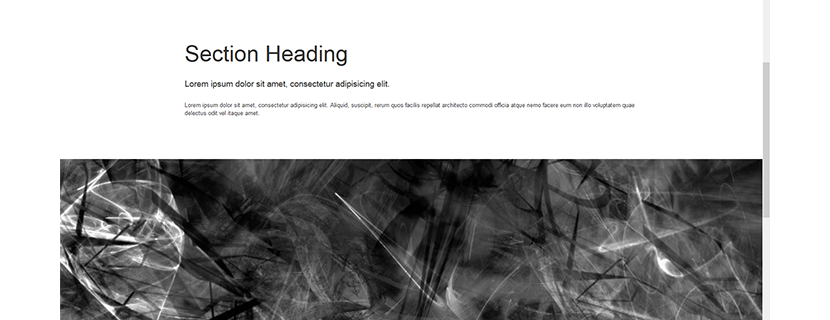 Section Heading
Lorem ipsum dolor sit amet, consectetur adipisicing elit.
Lorem ipsum dolor sit amet, consectetur adipisicing elit. Aliquid, suscipit, rerum quos facilis repellat architecto commodi officia atque nemo facere eum non illo voluptatem quae
delectus odit vel itaque amet.